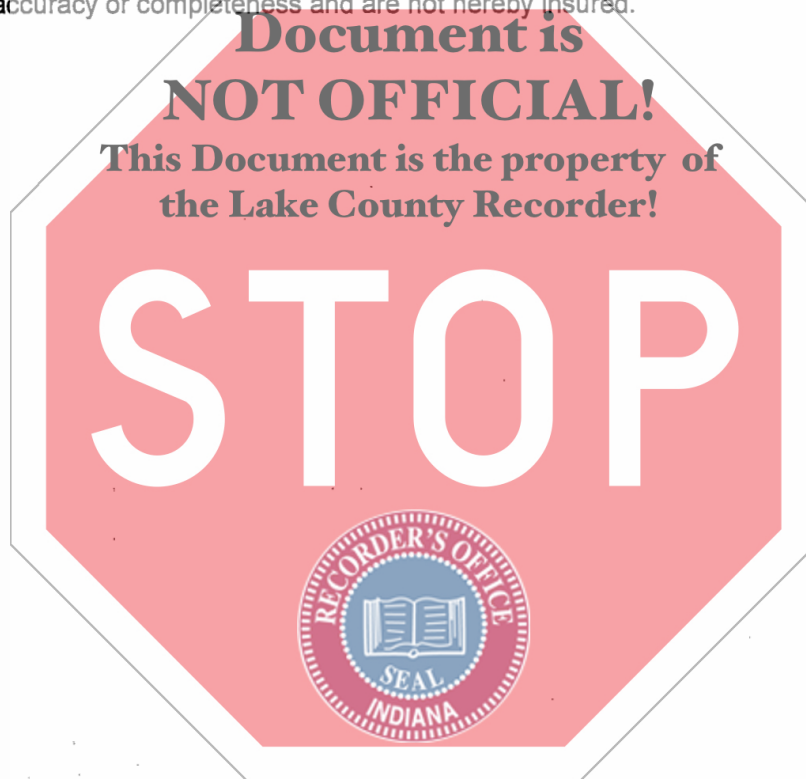 accuracy or completeness and are not hereby insured.
Document is
NOT OFFICIAL!
This Document is the property of
the Lake County Recorder!
STOP
RECORDER'S OFFICE
SEAL
INDIANA